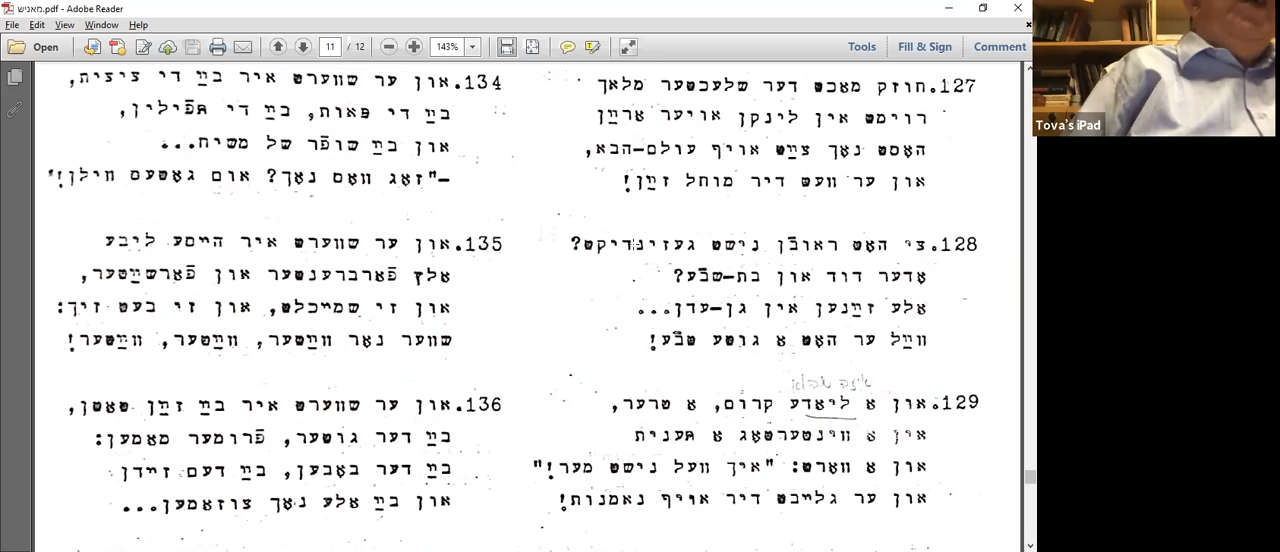 מאניש.pdf - Adobe Reader
File Edit View Window Help
Open 11 / 12 143% Tools Fill & Sign Comment
Tova's iPad
127. חוזק מאַכט דער שלעכטער מלאך
רוימט אין לינקן אויער אַרײַן
האָסט נאָך צײַט אויף עולם-הבא,
און ער וועט דיר מוחל זײַן!
128. צי האָט ראובֿן נישט געזינדיקט?
אָדער דוד און בת-שבֿע?
אַלע זײַנען אין גן-עדן...
ווײַל ער האָט אַ גוטע טבֿע!
129. און אַ ליאַדע קרום, אַ טרער,
אין אַ ווינטערטאָג אַ תּענית
און אַ וואָרט: "איך וועל נישט מער!"
און ער גלייבט דיר אויף נאמנות!
134. און ער שווערט איר בײַ די ציצית,
בײַ די פּאות, בײַ די תּפֿילין,
און בײַ שופֿר של משיח...
-"זאָג וואָס נאָך? אום גאָטעס ווילן!"
135. און ער שווערט איר הייסע ליבע
אַלץ פֿאַרברענטער און פֿאַרשײַטער,
און זי שמייכלט, און זי בעט זיך:
שווער נאָר ווײַטער, ווײַטער, ווײַטער!
136. און ער שווערט איר בײַ זײַן טאַטן,
בײַ דער גוטער, פֿרומער מאַמען:
בײַ דער באָבען, בײַ דעם זיידן
און בײַ אַלע נאָך צוזאַמען...